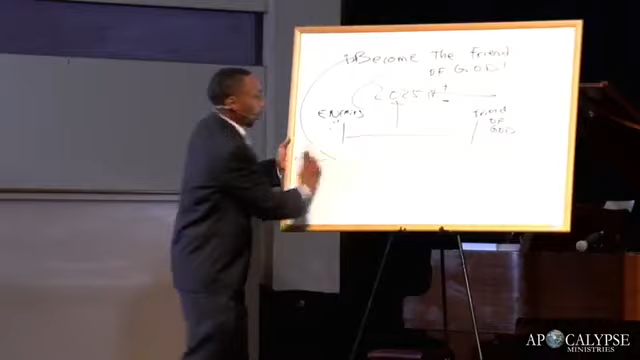 Become The friend
OF GOD!
Enemies
friend
OF
GOD
APOCALYPSE
MINISTRIES